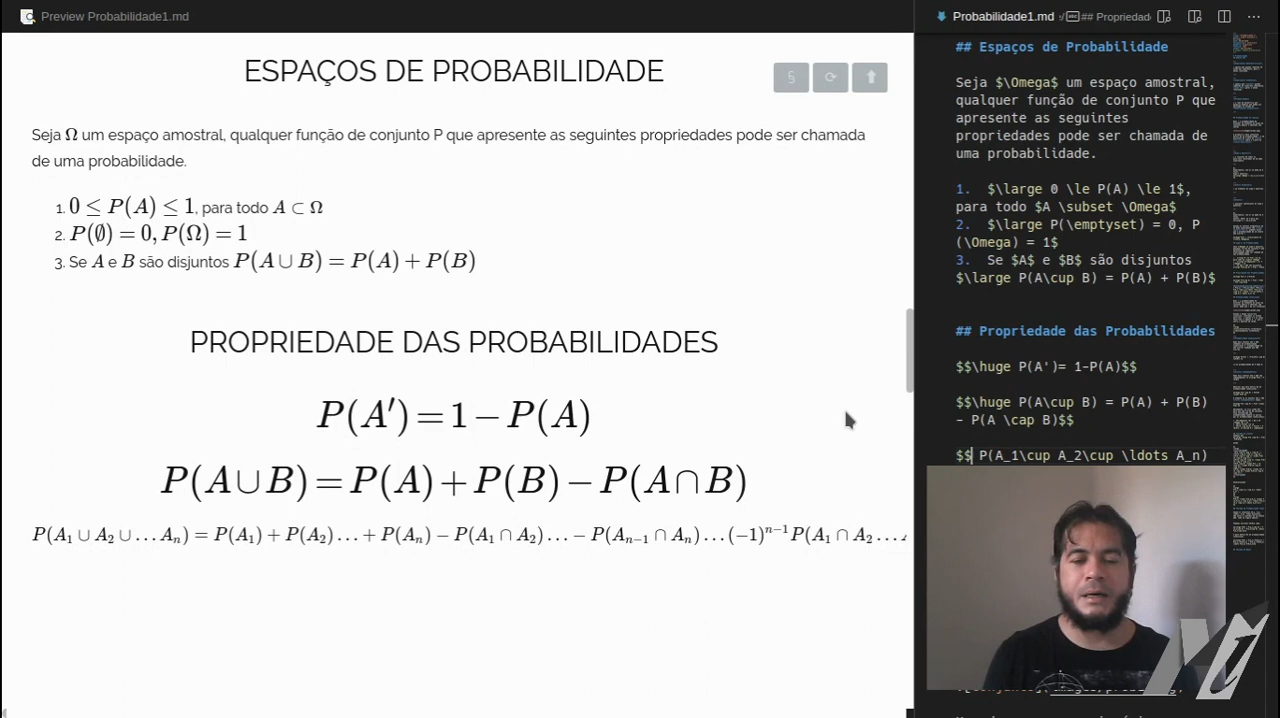 Preview Probabilidade1.md
ESPAÇOS DE PROBABILIDADE
§
Seja Ω um espaço amostral, qualquer função de conjunto P que apresente as seguintes propriedades pode ser chamada
de uma probabilidade.
1. 0 ≤ P(A) ≤ 1, para todo A ⊂ Ω
2. P(∅) = 0, P(Ω) = 1
3. Se A e B são disjuntos P(A ∪ B) = P(A) + P(B)
PROPRIEDADE DAS PROBABILIDADES
P(A′) = 1 − P(A)
P(A ∪ B) = P(A) + P(B) − P(A ∩ B)
P(A₁ ∪ A₂ ∪ … Aₙ) = P(A₁) + P(A₂) … + P(Aₙ) − P(A₁ ∩ A₂) … − P(Aₙ₋₁ ∩ Aₙ) … (−1)ⁿ⁻¹P(A₁ ∩ A₂ ….
Probabilidade1.md
## Propriedad
## Espaços de Probabilidade
Seja $\Omega$ um espaço amostral,
qualquer função de conjunto P que
apresente as seguintes
propriedades pode ser chamada de
uma probabilidade.
1. $\large 0 \le P(A) \le 1$,
para todo $A \subset \Omega$
2. $\large P(\emptyset) = 0, P
(\Omega) = 1$
3. Se $A$ e $B$ são disjuntos
$\large P(A\cup B) = P(A) + P(B)$
## Propriedade das Probabilidades
$$\huge P(A')= 1-P(A)$$
$$\huge P(A\cup B) = P(A) + P(B)
- P(A \cap B)$$
$$ P(A_1\cup A_2\cup \ldots A_n)